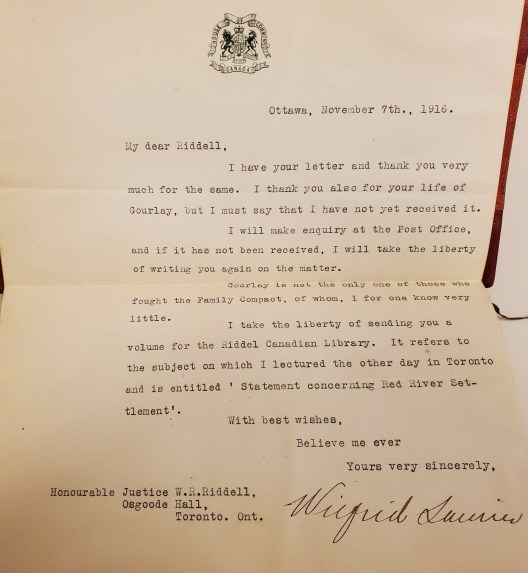 HOUSE OF COMMONS
CANADA
Ottawa, November 7th., 1916.
My dear Riddell,
I have your letter and thank you very
much for the same. I thank you also for your life of
Gourlay, but I must say that I have not yet received it.
I will make enquiry at the Post Office,
and if it has not been received, I will take the liberty
of writing you again on the matter.
Gourlay is not the only one of those who
fought the Family Compact, of whom, I for one know very
little.
I take the liberty of sending you a
volume for the Riddel Canadian Library. It refers to
the subject on which I lectured the other day in Toronto
and is entitled ' Statement concerning Red River Set-
tlement'.
With best wishes,
Believe me ever
Yours very sincerely,
Honourable Justice W.R.Riddell,
Osgoode Hall,
Toronto. Ont.
Wilfrid Laurier